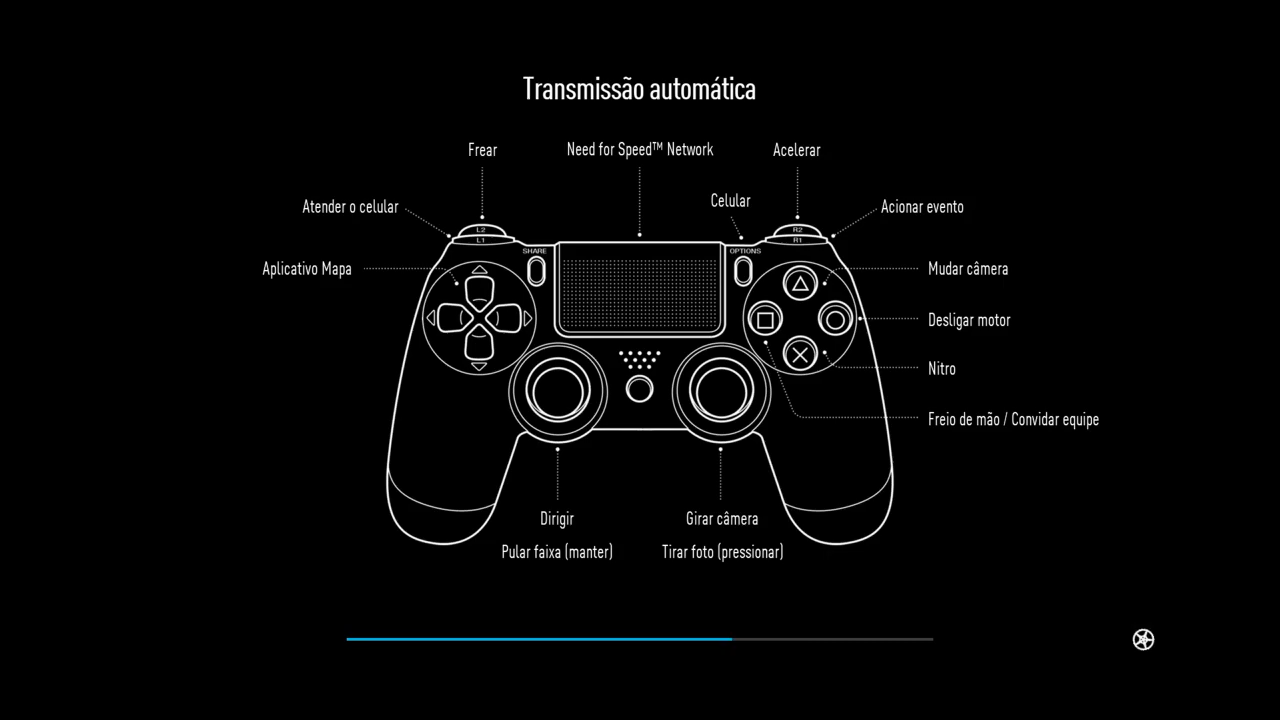 Transmissão automática
Frear
Need for Speed™ Network
Acelerar
Atender o celular
Celular
Acionar evento
L2
L1
R2
R1
SHARE
OPTIONS
Aplicativo Mapa
Mudar câmera
Desligar motor
Nitro
Freio de mão / Convidar equipe
Dirigir
Girar câmera
Pular faixa (manter)
Tirar foto (pressionar)